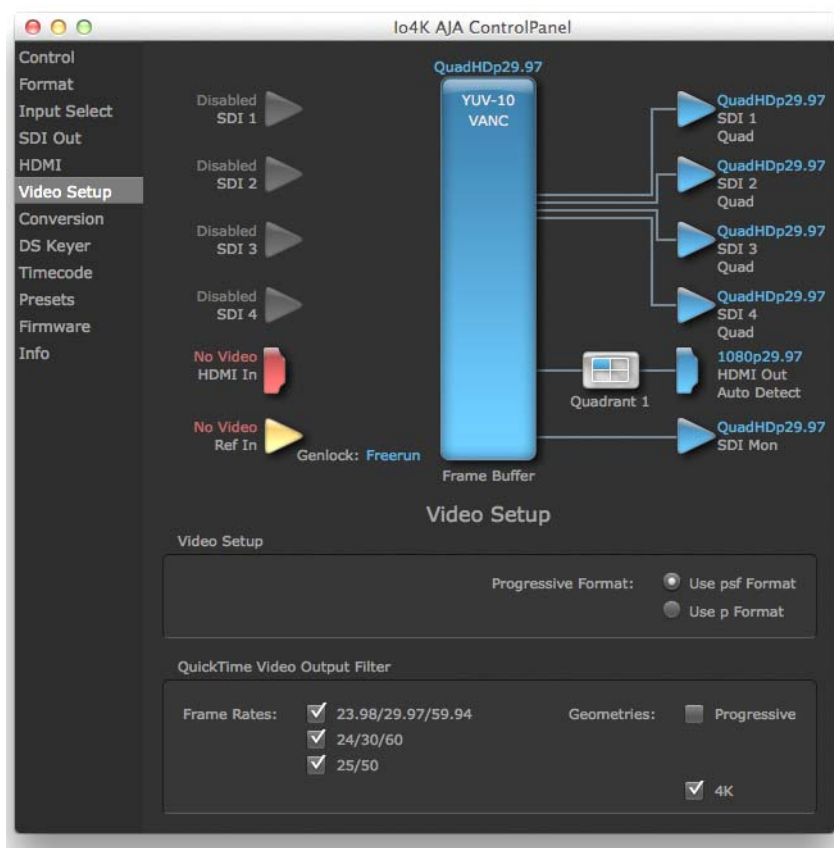 Io4K AJA ControlPanel
Control
Format
Input Select
SDI Out
HDMI
Video Setup
Conversion
DS Keyer
Timecode
Presets
Firmware
Info
Disabled
SDI 1
Disabled
SDI 2
Disabled
SDI 3
Disabled
SDI 4
No Video
HDMI In
No Video
Ref In
Genlock: Freerun
QuadHDp29.97
YUV-10
VANC
Frame Buffer
QuadHDp29.97
SDI 1
Quad
QuadHDp29.97
SDI 2
Quad
QuadHDp29.97
SDI 3
Quad
QuadHDp29.97
SDI 4
Quad
Quadrant 1
1080p29.97
HDMI Out
Auto Detect
QuadHDp29.97
SDI Mon
Video Setup
Video Setup
Progressive Format: Use psf Format
Use p Format
QuickTime Video Output Filter
Frame Rates: 23.98/29.97/59.94 Geometries: Progressive
24/30/60
25/50
4K